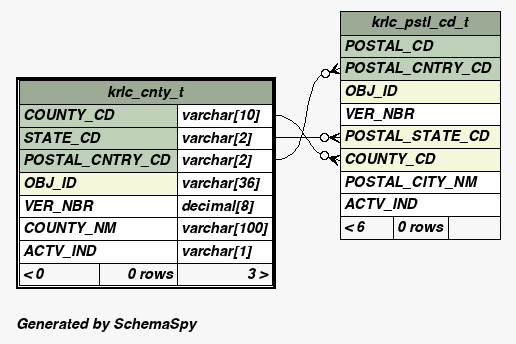 krlc_pstl_cd_t
POSTAL_CD
POSTAL_CNTRY_CD
OBJ_ID
VER_NBR
POSTAL_STATE_CD
COUNTY_CD
POSTAL_CITY_NM
ACTV_IND
< 6 0 rows
krlc_cnty_t
COUNTY_CD varchar[10]
STATE_CD varchar[2]
POSTAL_CNTRY_CD varchar[2]
OBJ_ID varchar[36]
VER_NBR decimal[8]
COUNTY_NM varchar[100]
ACTV_IND varchar[1]
< 0 0 rows 3 >
Generated by SchemaSpy